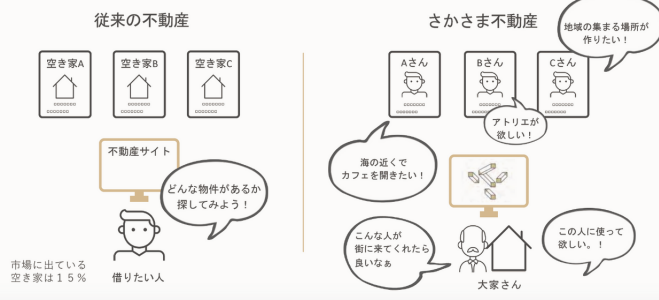 従来の不動産
空き家A
空き家B
空き家C
不動産サイト
どんな物件があるか
探してみよう！
市場に出ている
空き家は１５％
借りたい人
さかさま不動産
地域の集まる場所が
作りたい！
Aさん
Bさん
Cさん
アトリエが
欲しい！
海の近くで
カフェを開きたい！
こんな人が
街に来てくれたら
良いなぁ
この人に使って
欲しい。！
大家さん